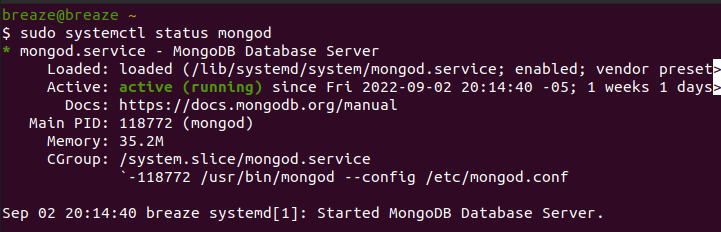 breaze@breaze ~
$ sudo systemctl status mongod
* mongod.service - MongoDB Database Server
     Loaded: loaded (/lib/systemd/system/mongod.service; enabled; vendor preset>
     Active: active (running) since Fri 2022-09-02 20:14:40 -05; 1 weeks 1 days>
       Docs: https://docs.mongodb.org/manual
   Main PID: 118772 (mongod)
     Memory: 35.2M
     CGroup: /system.slice/mongod.service
             `-118772 /usr/bin/mongod --config /etc/mongod.conf

Sep 02 20:14:40 breaze systemd[1]: Started MongoDB Database Server.